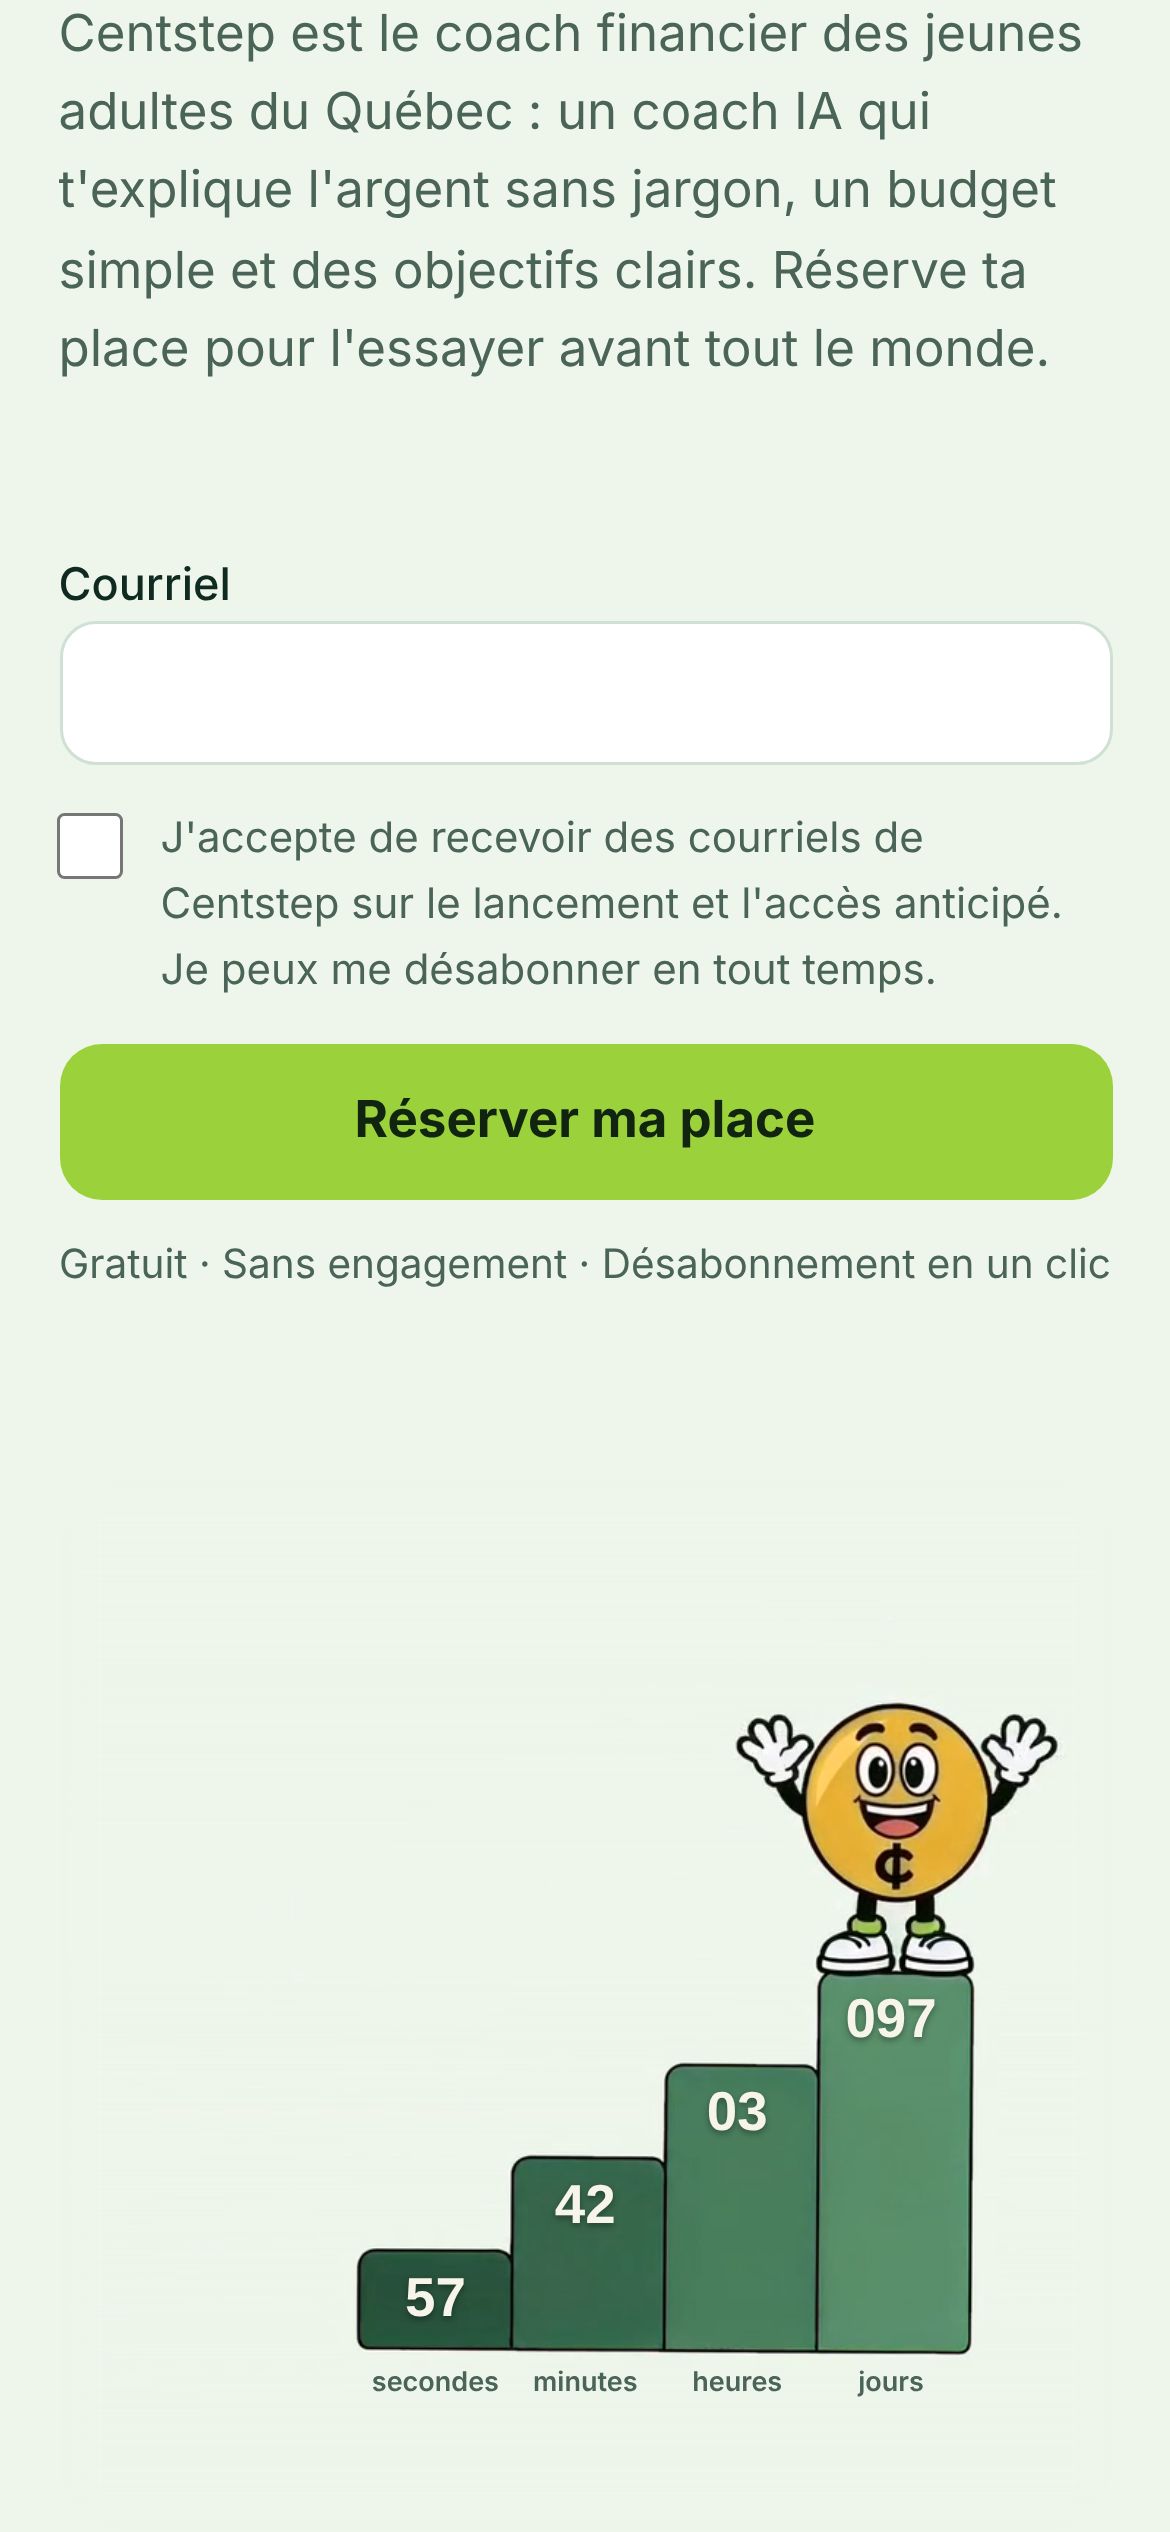 Centstep est le coach financier des jeunes
adultes du Québec : un coach IA qui
t'explique l'argent sans jargon, un budget
simple et des objectifs clairs. Réserve ta
place pour l'essayer avant tout le monde.
Courriel
J'accepte de recevoir des courriels de
Centstep sur le lancement et l'accès anticipé.
Je peux me désabonner en tout temps.
Réserver ma place
Gratuit · Sans engagement · Désabonnement en un clic
¢
097
03
42
57
secondes minutes heures jours